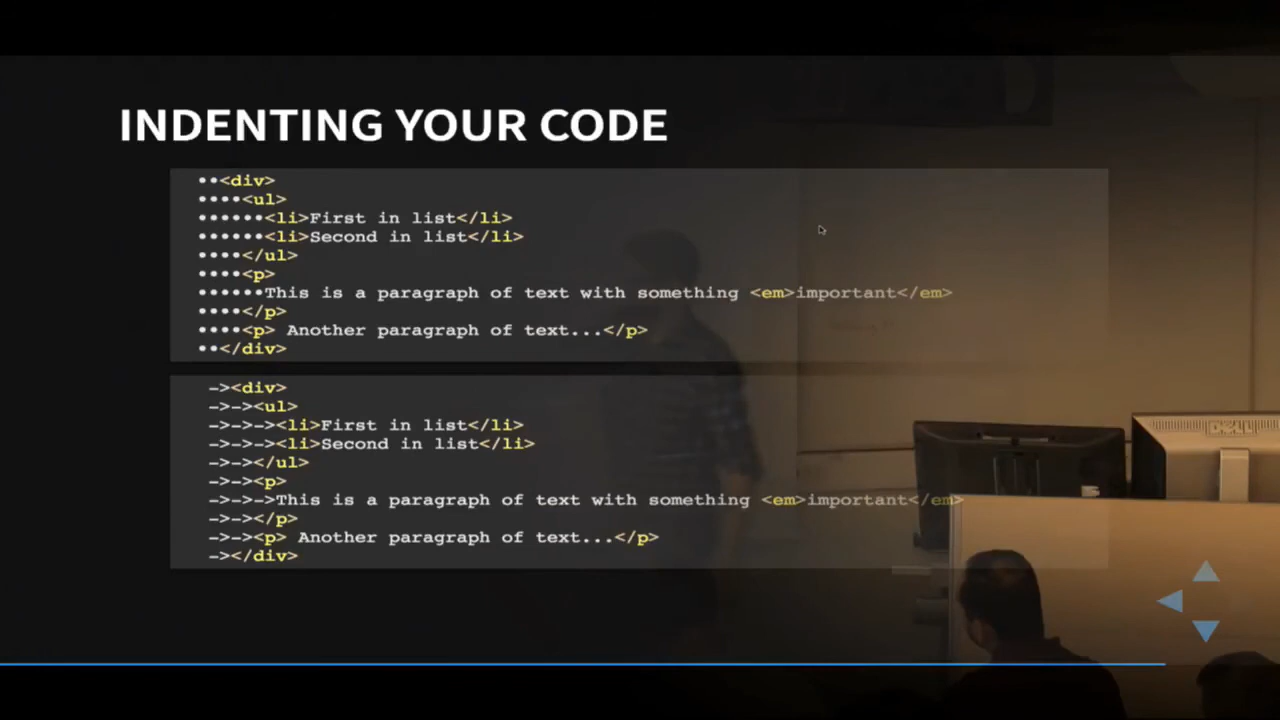 INDENTING YOUR CODE
••<div>
••••<ul>
••••••<li>First in list</li>
••••••<li>Second in list</li>
••••</ul>
••••<p>
••••••This is a paragraph of text with something <em>important</em>
••••</p>
••••<p> Another paragraph of text...</p>
••</div>
-><div>
->-><ul>
->->-><li>First in list</li>
->->-><li>Second in list</li>
->-></ul>
->-><p>
->->->This is a paragraph of text with something <em>important</em>
->-></p>
->-><p> Another paragraph of text...</p>
-></div>
DELL